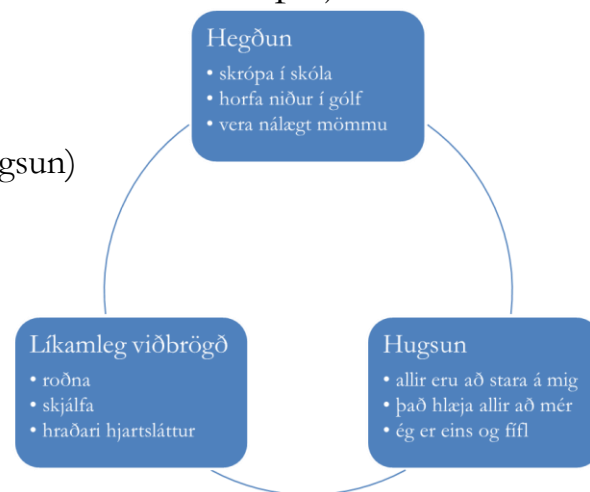 Hegðun
• skrópa í skóla
• horfa niður í gólf
• vera nálægt mömmu
gsun)
Líkamleg viðbrögð
• roðna
• skjálfa
• hraðari hjartsláttur
Hugsun
• allir eru að stara á mig
• það hlæja allir að mér
• ég er eins og fífl